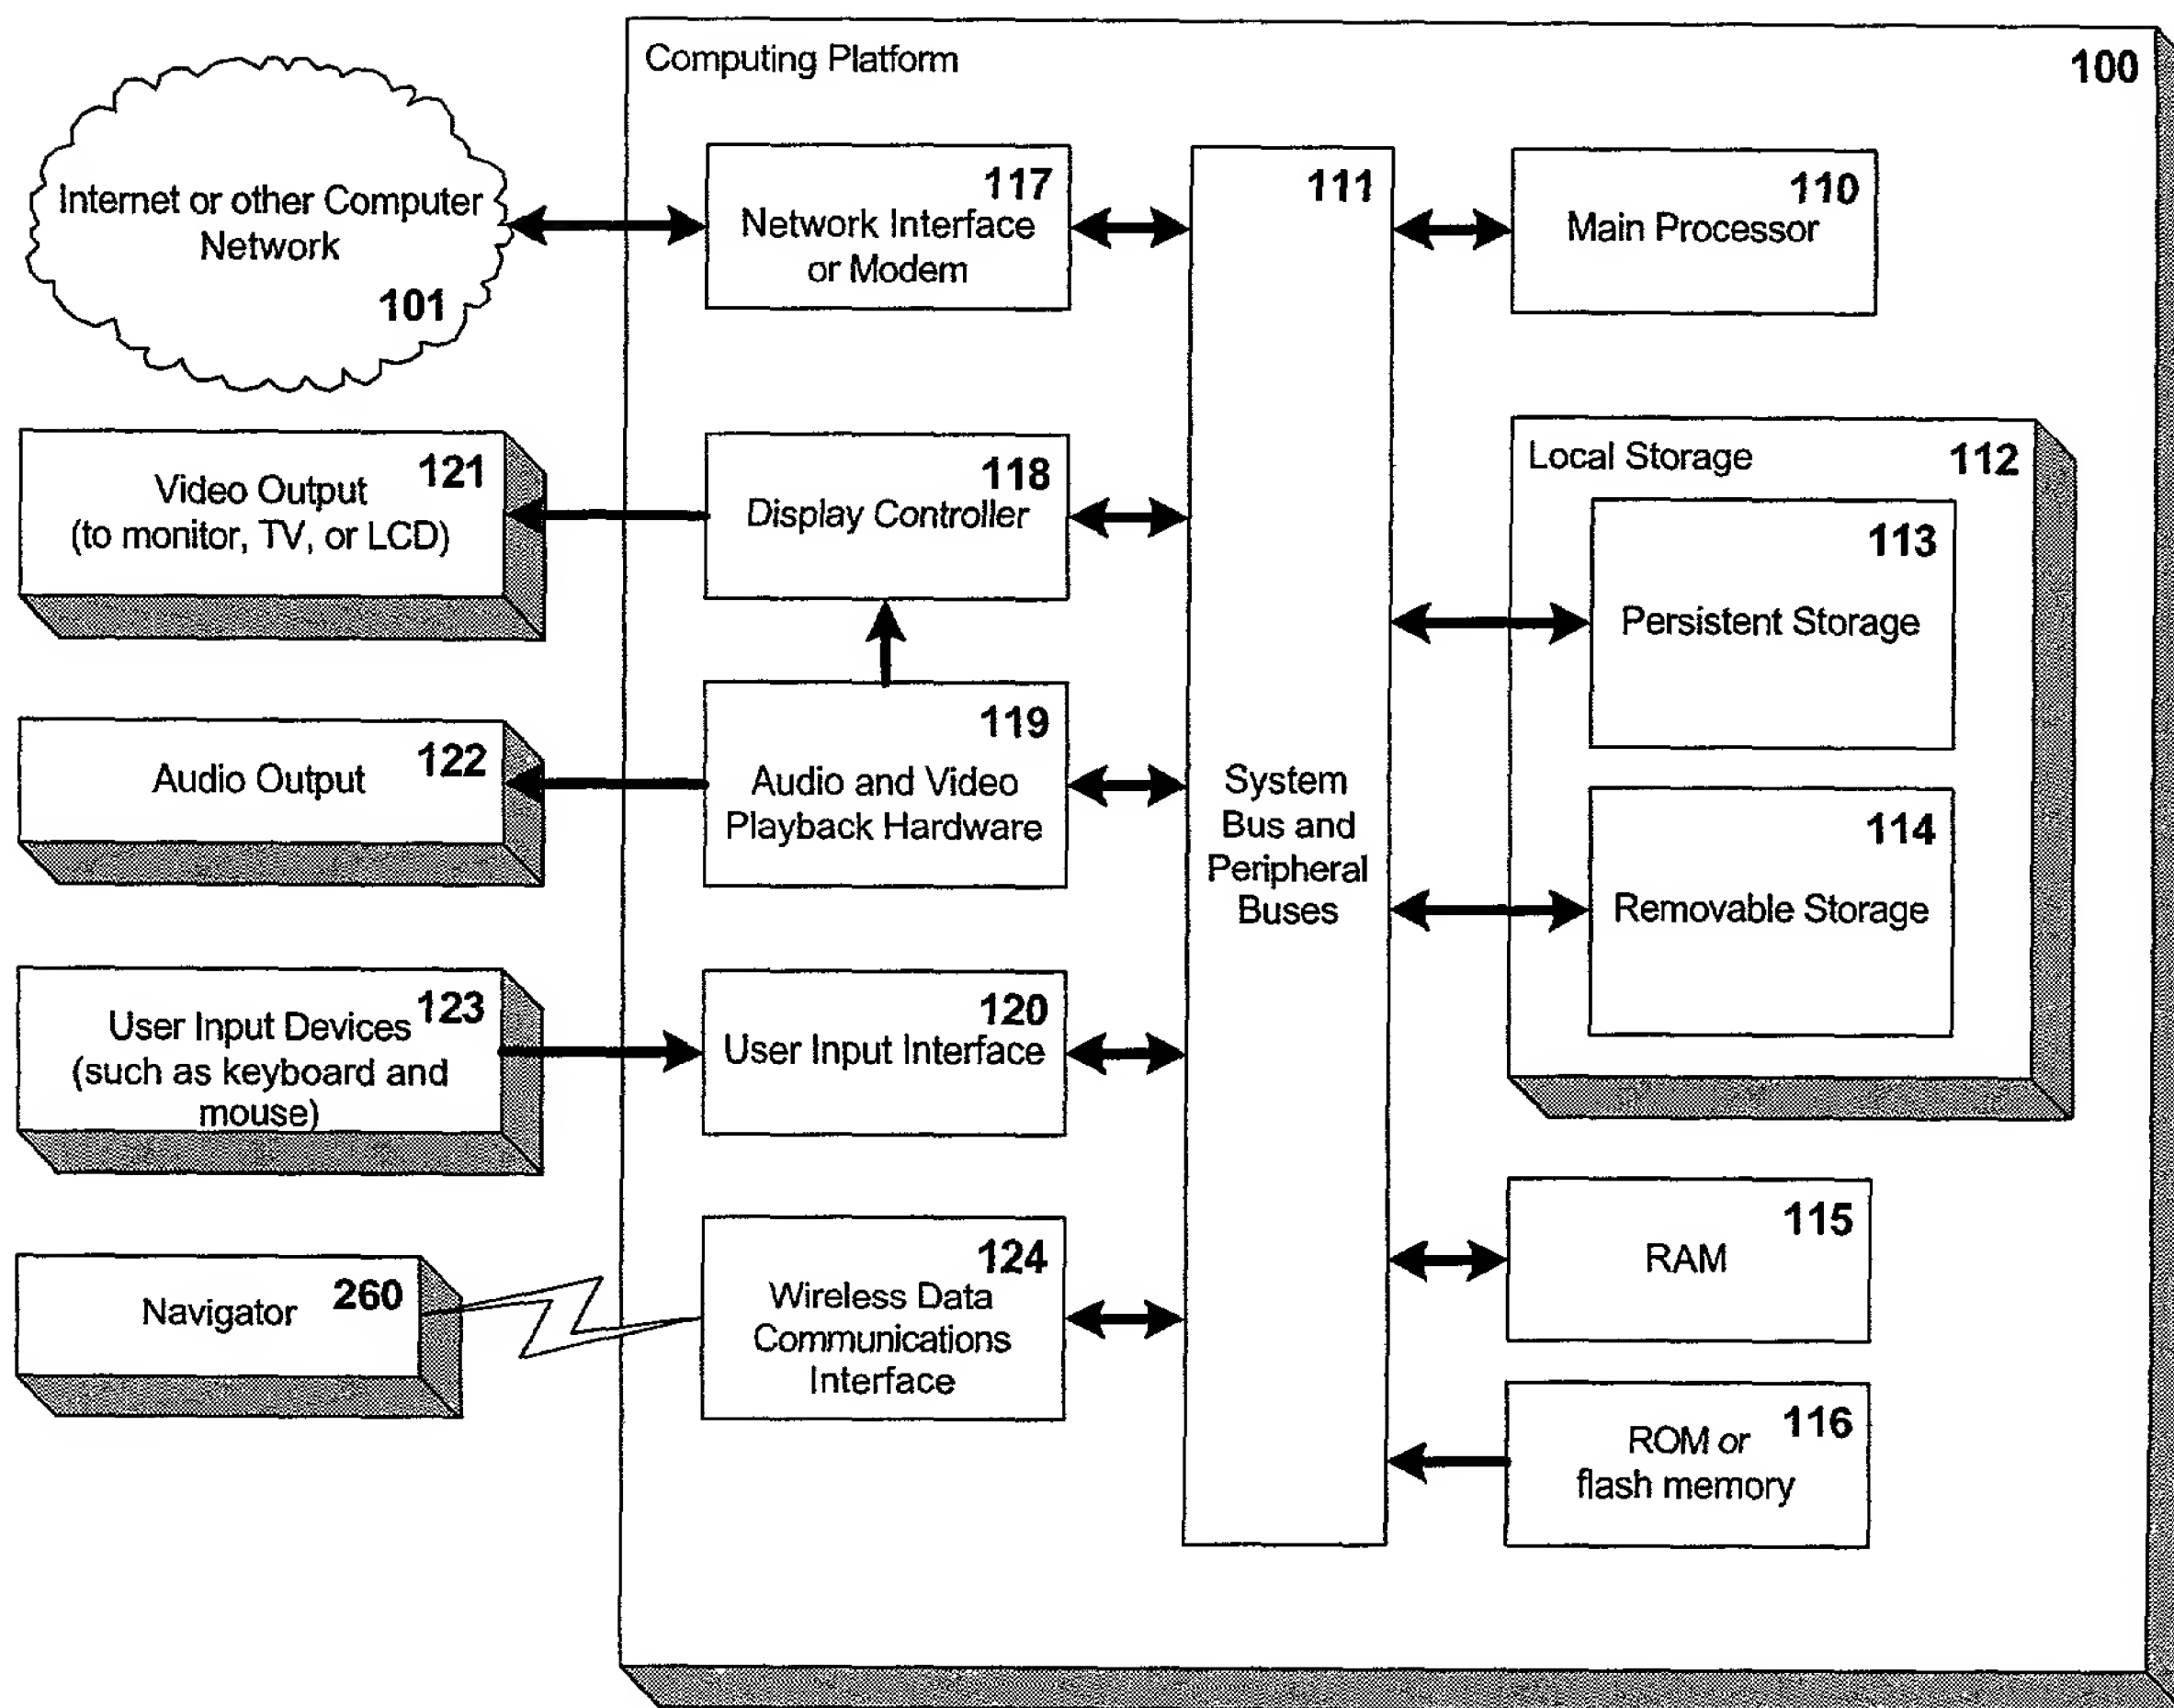 Computing Platform
100
Internet or other Computer
Network
101
117
Network Interface
or Modem
111
System
Bus and
Peripheral
Buses
110
Main Processor
121
Video Output
(to monitor, TV, or LCD)
118
Display Controller
Local Storage
112
113
Persistent Storage
114
Removable Storage
122
Audio Output
119
Audio and Video
Playback Hardware
123
User Input Devices
(such as keyboard and
mouse)
120
User Input Interface
260
Navigator
124
Wireless Data
Communications
Interface
115
RAM
116
ROM or
flash memory